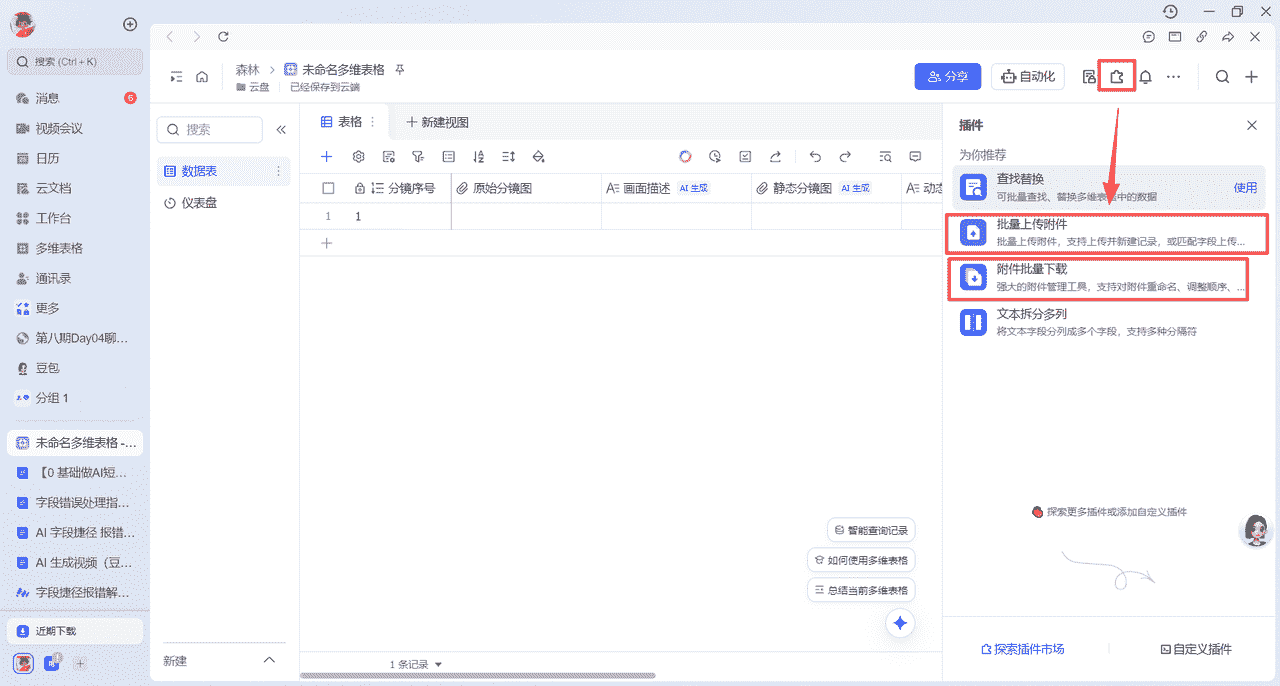 搜索 (Ctrl + K)
消息
6
视频会议
日历
云文档
工作台
多维表格
通讯录
更多
第八期Day04聊...
豆包
分组 1
未命名多维表格 -...
【0 基础做AI短...
字段错误处理指...
AI 字段捷径 报错...
AI 生成视频（豆...
字段捷径报错解...
近期下载
森林
未命名多维表格
云盘
已经保存到云端
分享
自动化
搜索
数据表
仪表盘
新建
表格
新建视图
分镜序号
原始分镜图
画面描述
AI 生成
静态分镜图
AI 生成
动态
1
1
智能查询记录
如何使用多维表格
总结当前多维表格
1 条记录
插件
为你推荐
查找替换
可批量查找、替换多维表格中的数据
使用
批量上传附件
批量上传附件，支持上传并新建记录，或匹配字段上传...
附件批量下载
强大的附件管理工具，支持对附件重命名、调整顺序、...
文本拆分多列
将文本字段分列成多个字段，支持多种分隔符
探索更多插件或添加自定义插件
探索插件市场
自定义插件